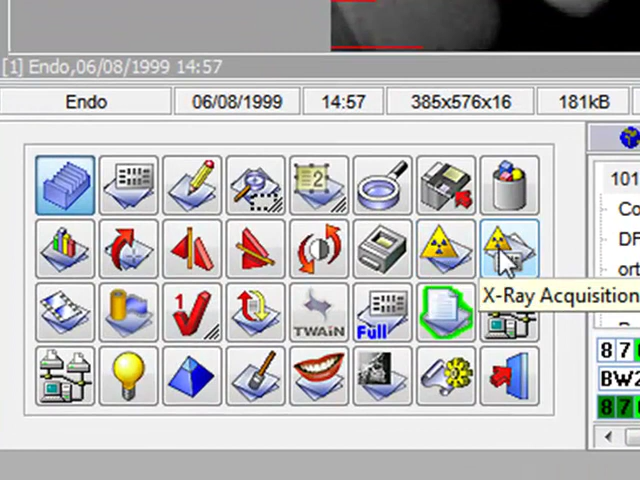 [1] Endo,06/08/1999 14:57
Endo 06/08/1999 14:57 385x576x16 181kB
2
101
Co
DF
ort
X-Ray Acquisition
1 TWAIN Full
8 7
BW2
8 7